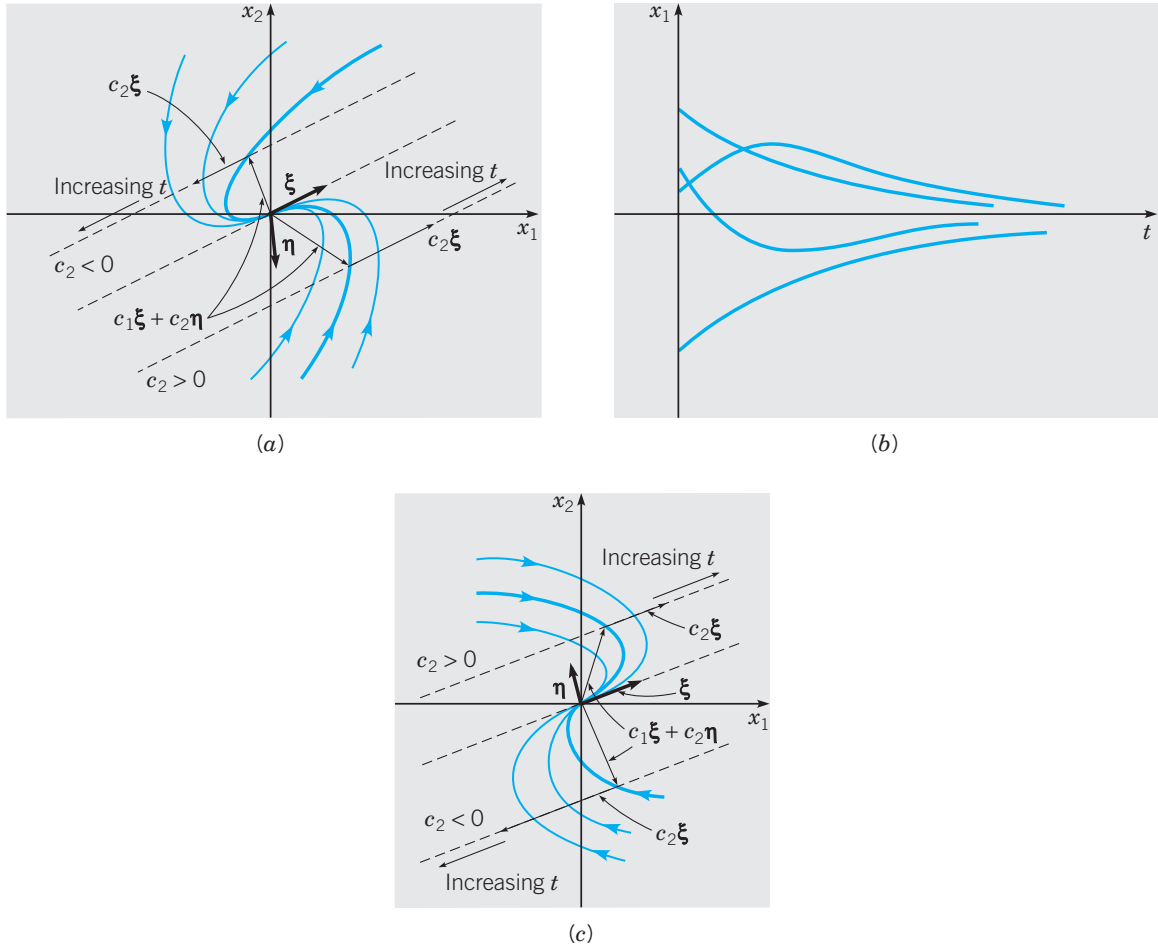 x₂
c₂ξ
Increasing t
Increasing t
ξ
x₁
η
c₂ξ
c₂ < 0
c₁ξ + c₂η
c₂ > 0
(a)
x₁
t
(b)
x₂
Increasing t
c₂ξ
c₂ > 0
η
ξ
x₁
c₁ξ + c₂η
c₂ < 0
c₂ξ
Increasing t
(c)